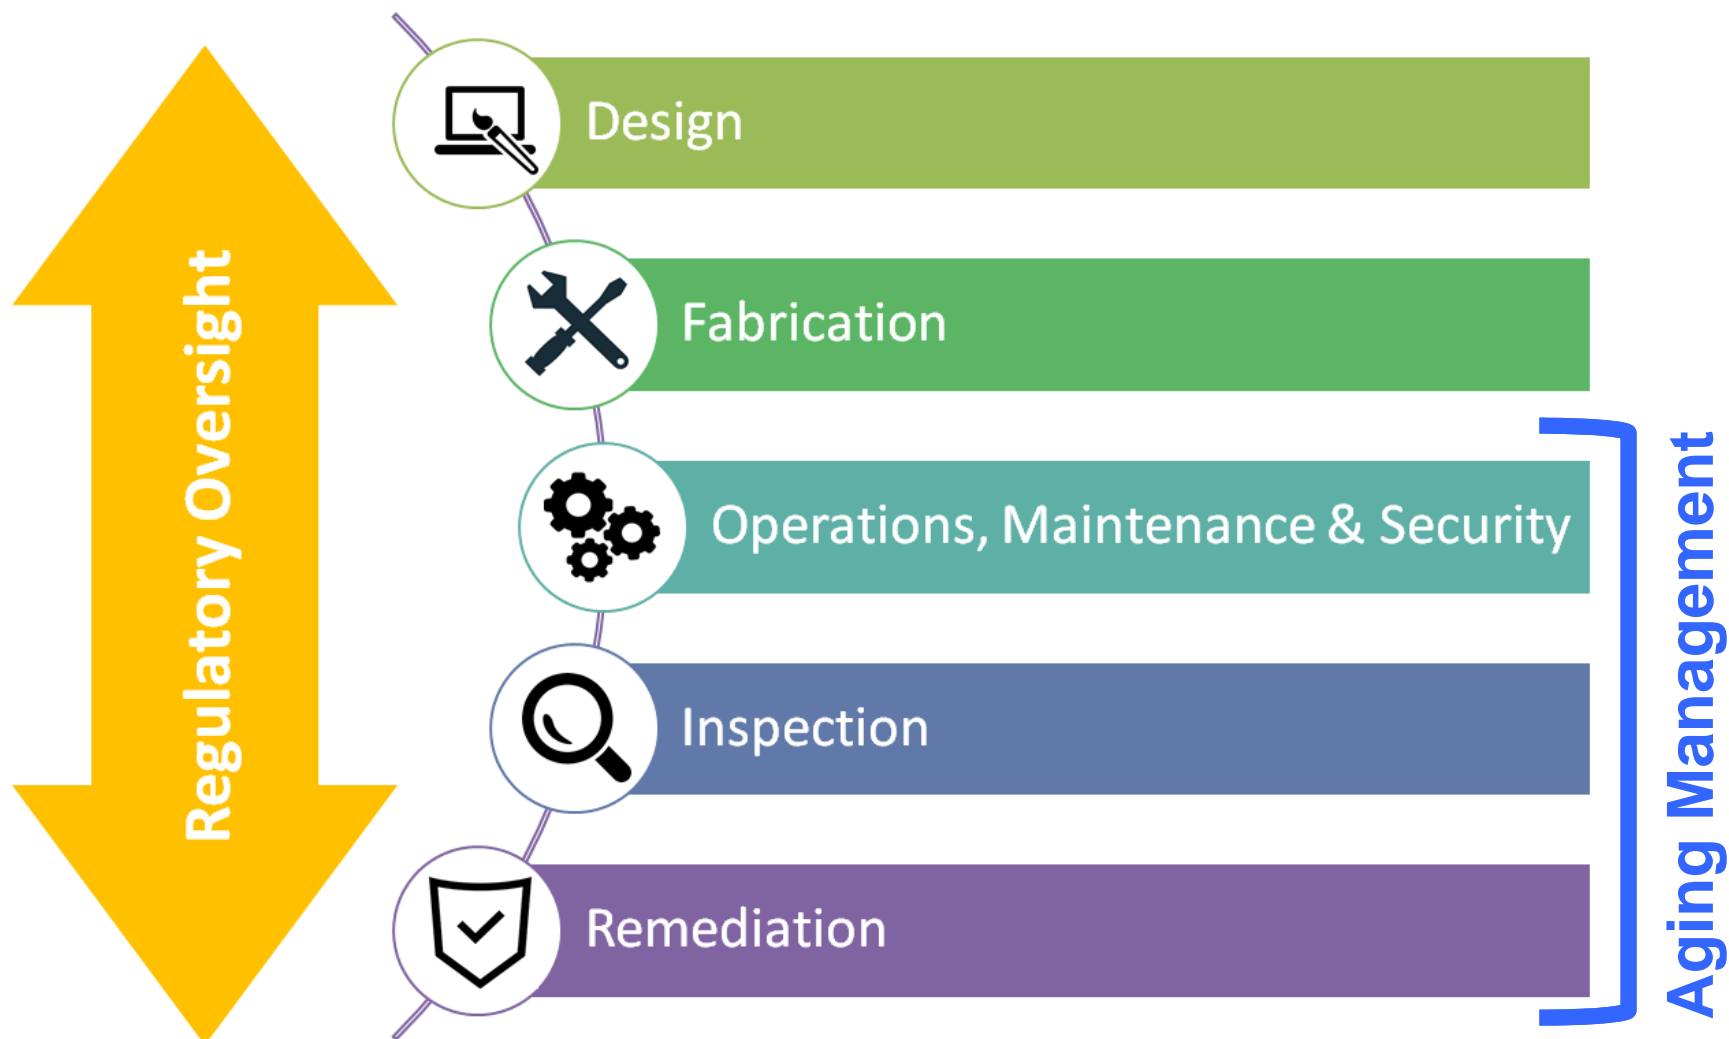 Regulatory Oversight
Design
Fabrication
Operations, Maintenance & Security
Inspection
Remediation
Aging Management